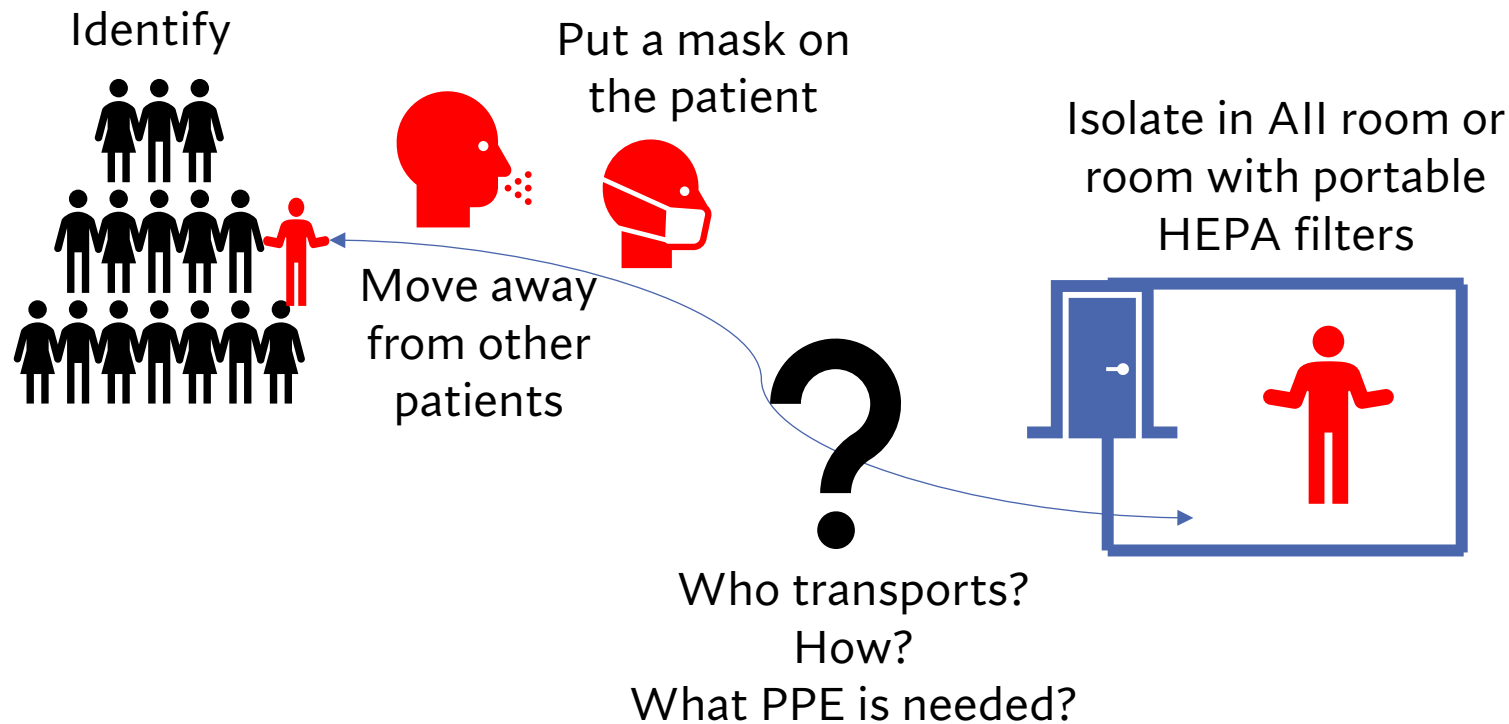 Identify
Put a mask on
the patient
Move away
from other
patients
Who transports?
How?
What PPE is needed?
Isolate in AII room or
room with portable
HEPA filters